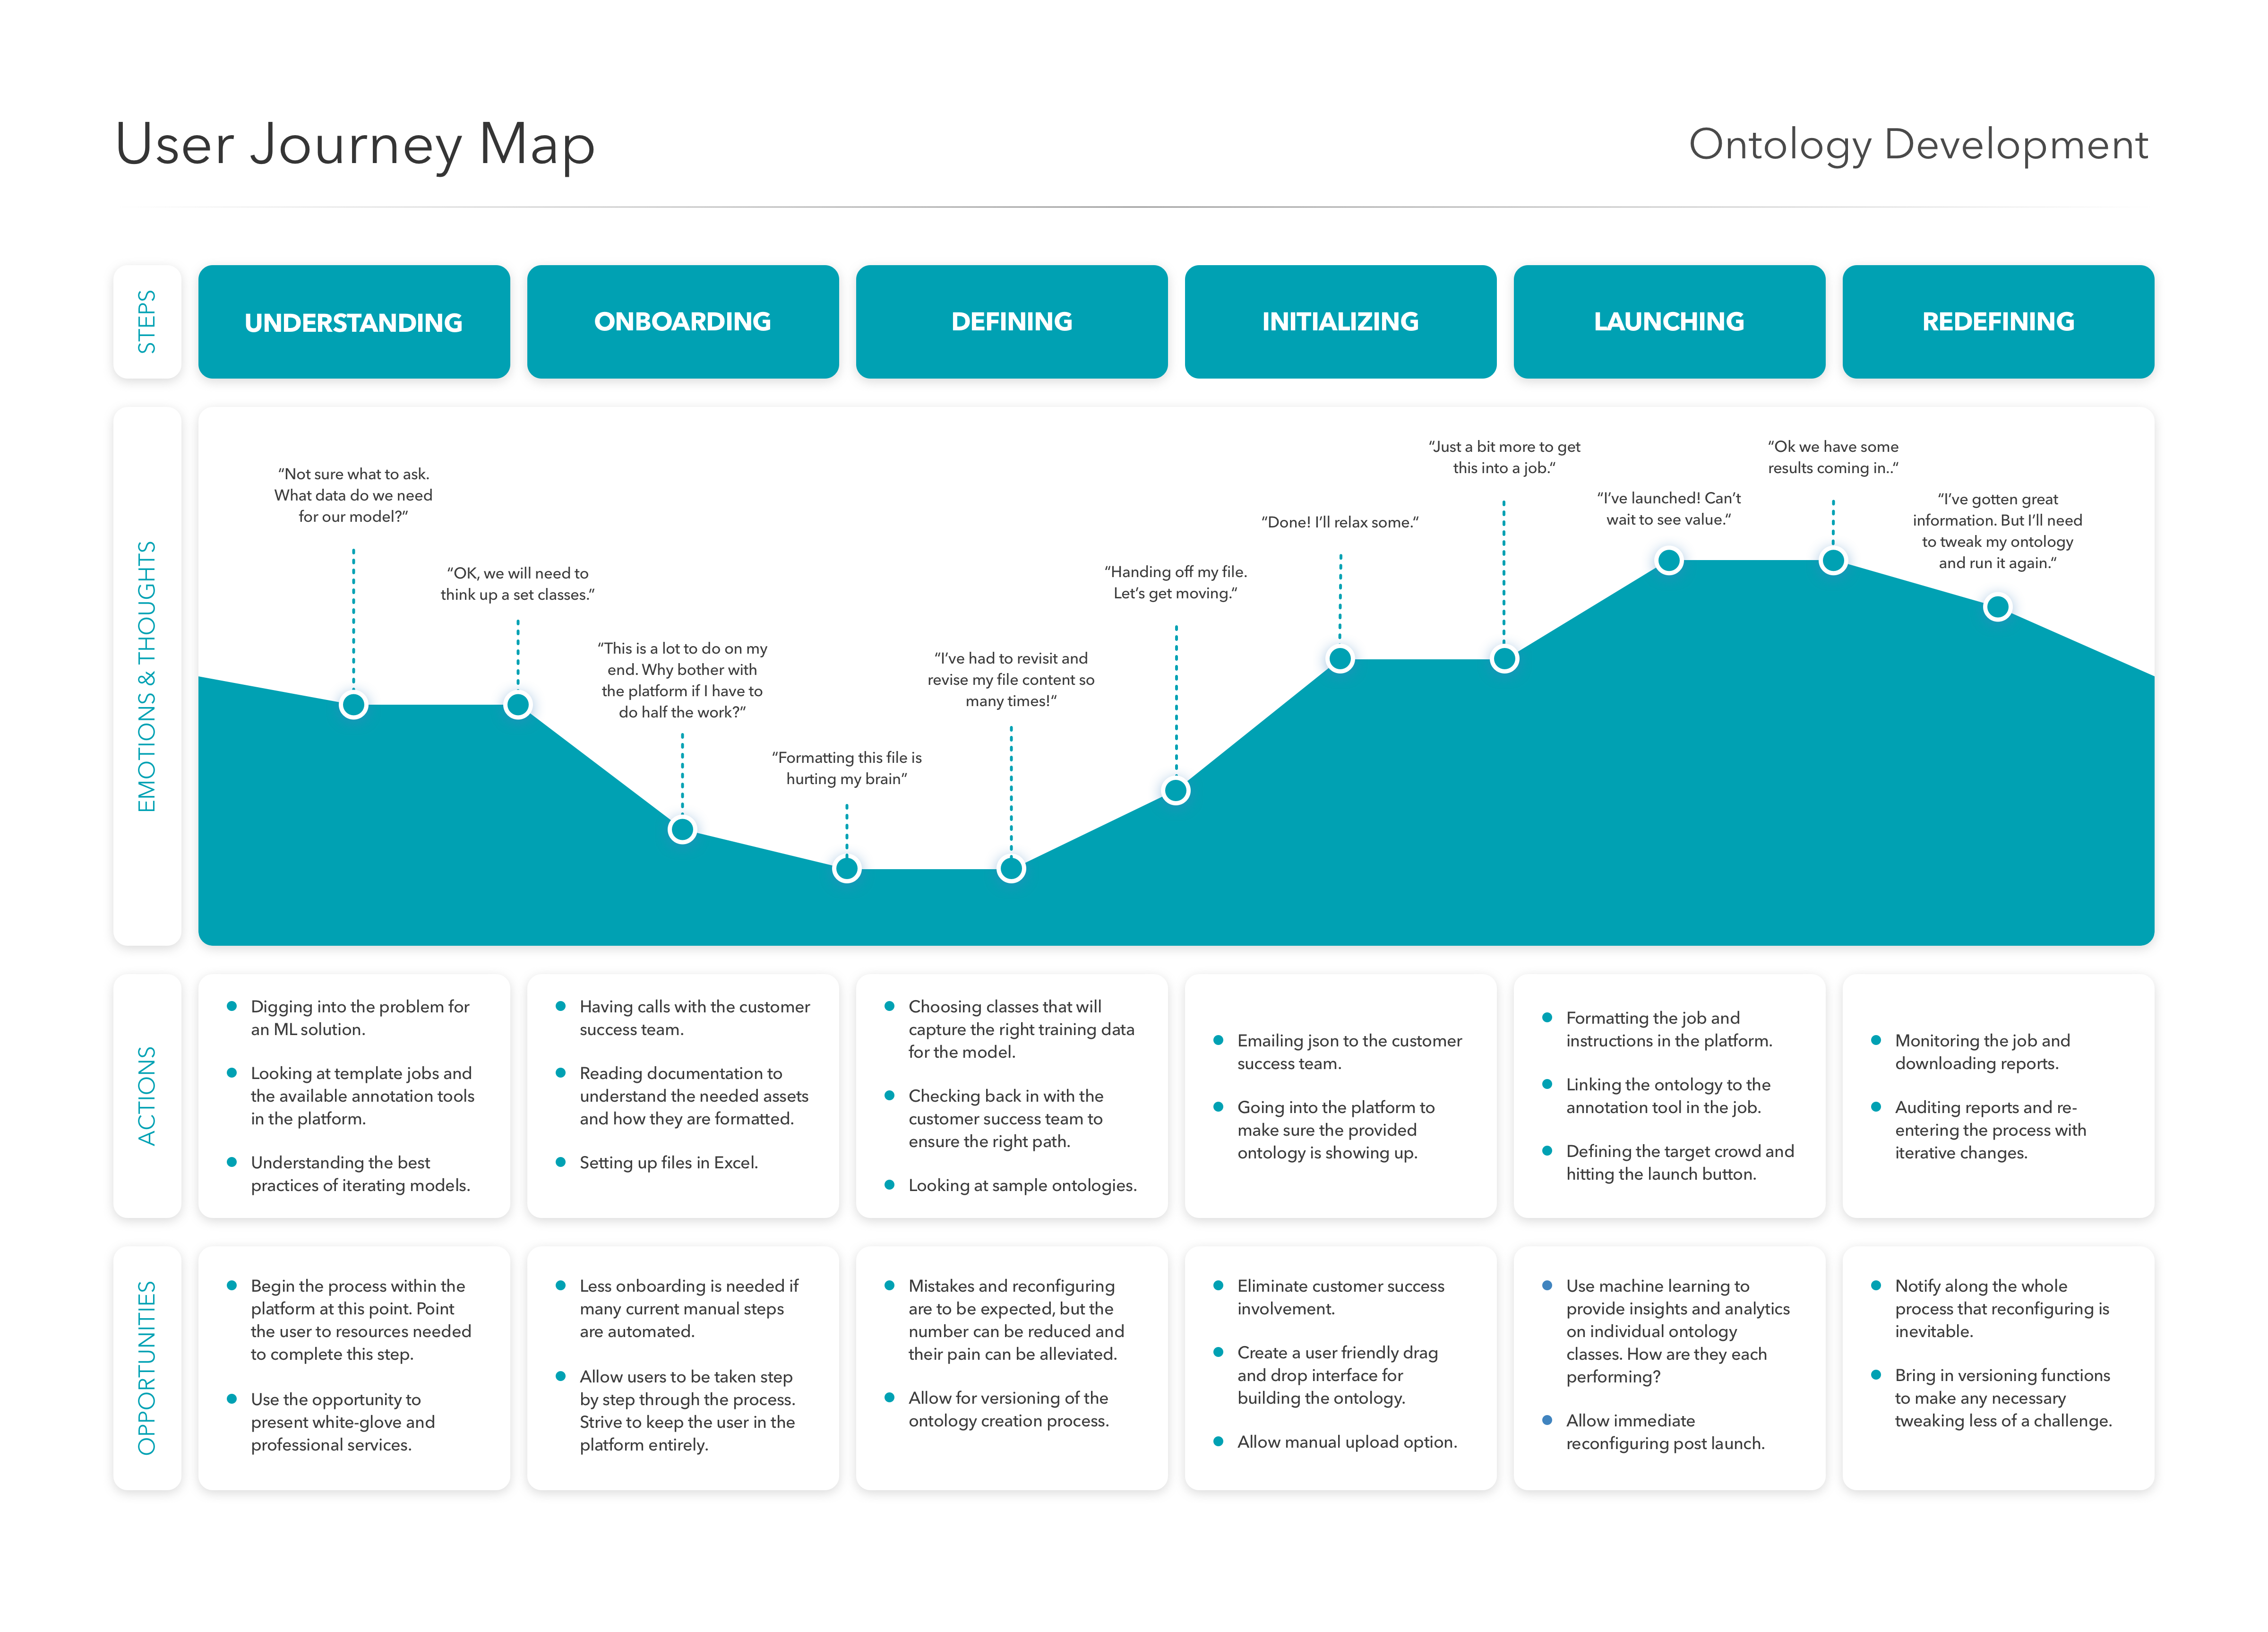 User Journey Map
Ontology Development
STEPS
UNDERSTANDING
ONBOARDING
DEFINING
INITIALIZING
LAUNCHING
REDEFINING
EMOTIONS & THOUGHTS
“Not sure what to ask.
What data do we need
for our model?”
“OK, we will need to
think up a set classes.”
“This is a lot to do on my
end. Why bother with
the platform if I have to
do half the work?”
“Formatting this file is
hurting my brain”
“I’ve had to revisit and
revise my file content so
many times!“
“Handing off my file.
Let’s get moving.”
“Done! I’ll relax some.“
“Just a bit more to get
this into a job.”
“I’ve launched! Can’t
wait to see value.“
“Ok we have some
results coming in..“
“I’ve gotten great
information. But I’ll need
to tweak my ontology
and run it again.“
ACTIONS
Digging into the problem for
an ML solution.
Looking at template jobs and
the available annotation tools
in the platform.
Understanding the best
practices of iterating models.
Having calls with the customer
success team.
Reading documentation to
understand the needed assets
and how they are formatted.
Setting up files in Excel.
Choosing classes that will
capture the right training data
for the model.
Checking back in with the
customer success team to
ensure the right path.
Looking at sample ontologies.
Emailing json to the customer
success team.
Going into the platform to
make sure the provided
ontology is showing up.
Formatting the job and
instructions in the platform.
Linking the ontology to the
annotation tool in the job.
Defining the target crowd and
hitting the launch button.
Monitoring the job and
downloading reports.
Auditing reports and re-
entering the process with
iterative changes.
OPPORTUNITIES
Begin the process within the
platform at this point. Point
the user to resources needed
to complete this step.
Use the opportunity to
present white-glove and
professional services.
Less onboarding is needed if
many current manual steps
are automated.
Allow users to be taken step
by step through the process.
Strive to keep the user in the
platform entirely.
Mistakes and reconfiguring
are to be expected, but the
number can be reduced and
their pain can be alleviated.
Allow for versioning of the
ontology creation process.
Eliminate customer success
involvement.
Create a user friendly drag
and drop interface for
building the ontology.
Allow manual upload option.
Use machine learning to
provide insights and analytics
on individual ontology
classes. How are they each
performing?
Allow immediate
reconfiguring post launch.
Notify along the whole
process that reconfiguring is
inevitable.
Bring in versioning functions
to make any necessary
tweaking less of a challenge.